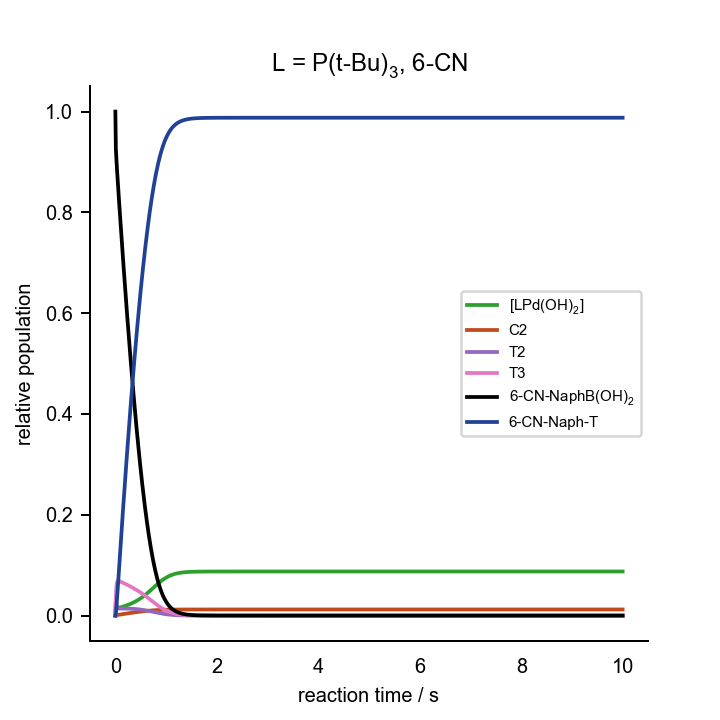 L = P(t-Bu)₃, 6-CN
relative population
1.0
0.8
0.6
0.4
0.2
0.0
[LPd(OH)₂]
C2
T2
T3
6-CN-NaphB(OH)₂
6-CN-Naph-T
0 2 4 6 8 10
reaction time / s